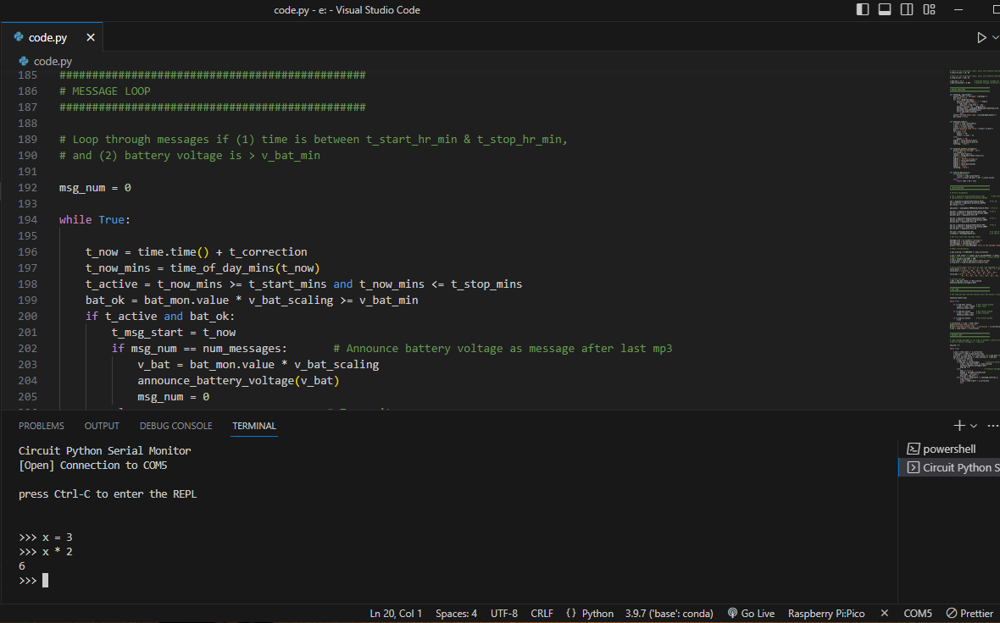 code.py - e: - Visual Studio Code
code.py
code.py
185 ###############################################
186 # MESSAGE LOOP
187 ###############################################
188
189 # Loop through messages if (1) time is between t_start_hr_min & t_stop_hr_min,
190 # and (2) battery voltage is > v_bat_min
191
192 msg_num = 0
193
194 while True:
195
196 t_now = time.time() + t_correction
197 t_now_mins = time_of_day_mins(t_now)
198 t_active = t_now_mins >= t_start_mins and t_now_mins <= t_stop_mins
199 bat_ok = bat_mon.value * v_bat_scaling >= v_bat_min
200 if t_active and bat_ok:
201 t_msg_start = t_now
202 if msg_num == num_messages: # Announce battery voltage as message after last mp3
203 v_bat = bat_mon.value * v_bat_scaling
204 announce_battery_voltage(v_bat)
205 msg_num = 0
PROBLEMS OUTPUT DEBUG CONSOLE TERMINAL
Circuit Python Serial Monitor
[Open] Connection to COM5
press Ctrl-C to enter the REPL
>>> x = 3
>>> x * 2
6
>>>
powershell
Circuit Python S
Ln 20, Col 1 Spaces: 4 UTF-8 CRLF {} Python 3.9.7 ('base': conda) Go Live Raspberry Pi:Pico COM5 Prettier